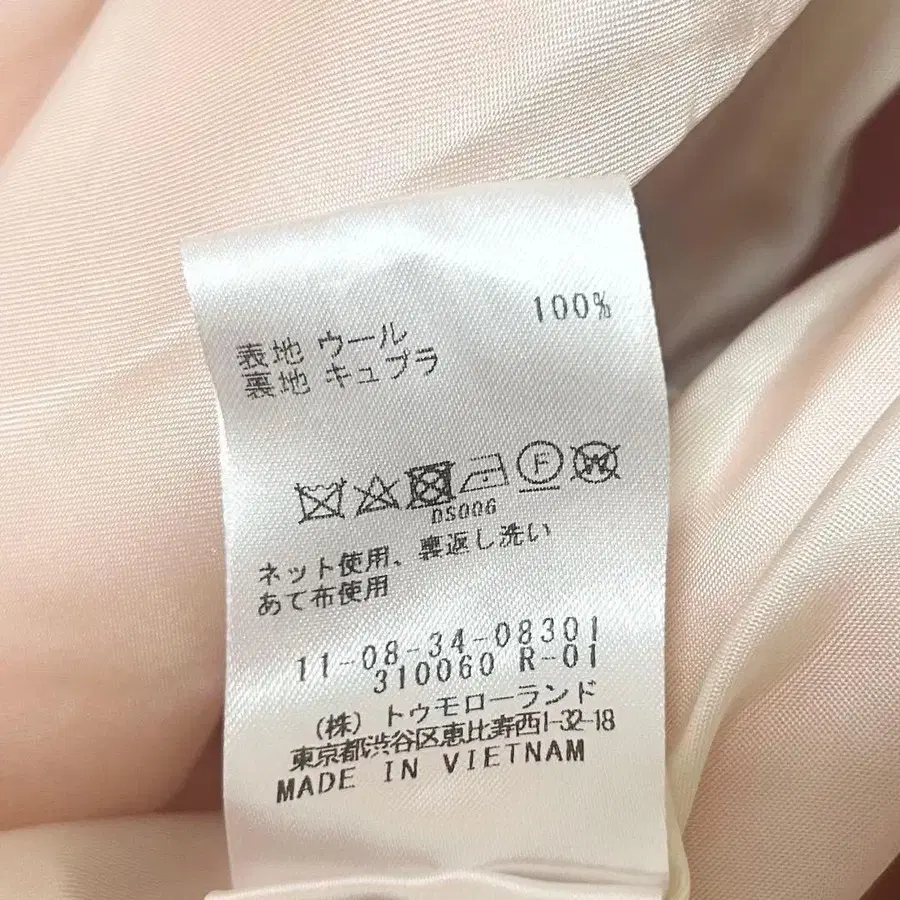 表地 ウール 100%
裏地 キュプラ
F W
DS006
ネット使用、裏返し洗い
あて布使用
11-08-34-08301
310060 R-01
(株) トゥモローランド
東京都渋谷区恵比寿西1-32-18
MADE IN VIETNAM